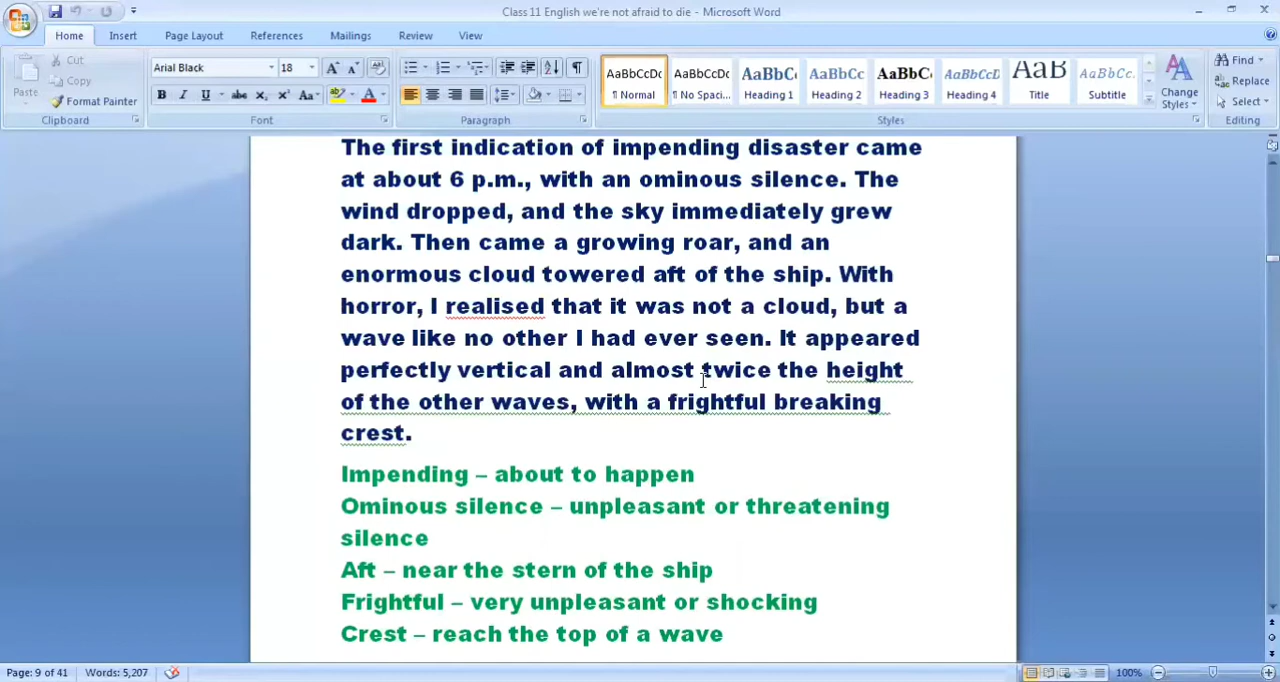 Class 11 English we're not afraid to die - Microsoft Word
Home Insert Page Layout References Mailings Review View
Cut
Copy
Paste
Format Painter
Clipboard
Arial Black 18
Font
Paragraph
AaBbCcDc AaBbCcDc AaBbC AaBbCc AaBbCc AaBbCcD AaB AaBbCc.
¶ Normal ¶ No Spaci... Heading 1 Heading 2 Heading 3 Heading 4 Title Subtitle
Change Styles
Styles
Find
Replace
Select
Editing
The first indication of impending disaster came
at about 6 p.m., with an ominous silence. The
wind dropped, and the sky immediately grew
dark. Then came a growing roar, and an
enormous cloud towered aft of the ship. With
horror, I realised that it was not a cloud, but a
wave like no other I had ever seen. It appeared
perfectly vertical and almost twice the height
of the other waves, with a frightful breaking
crest.
Impending – about to happen
Ominous silence – unpleasant or threatening
silence
Aft – near the stern of the ship
Frightful – very unpleasant or shocking
Crest – reach the top of a wave
Page: 9 of 41 Words: 5,207 100%